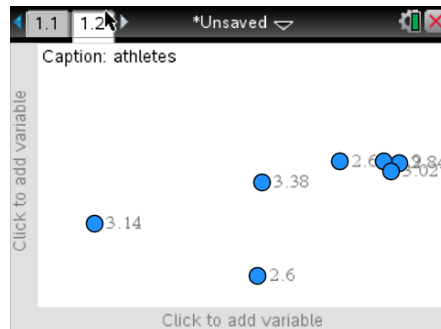 1.1 1.2 *Unsaved
Caption: athletes
Click to add variable
3.38
3.14
2.6
Click to add variable